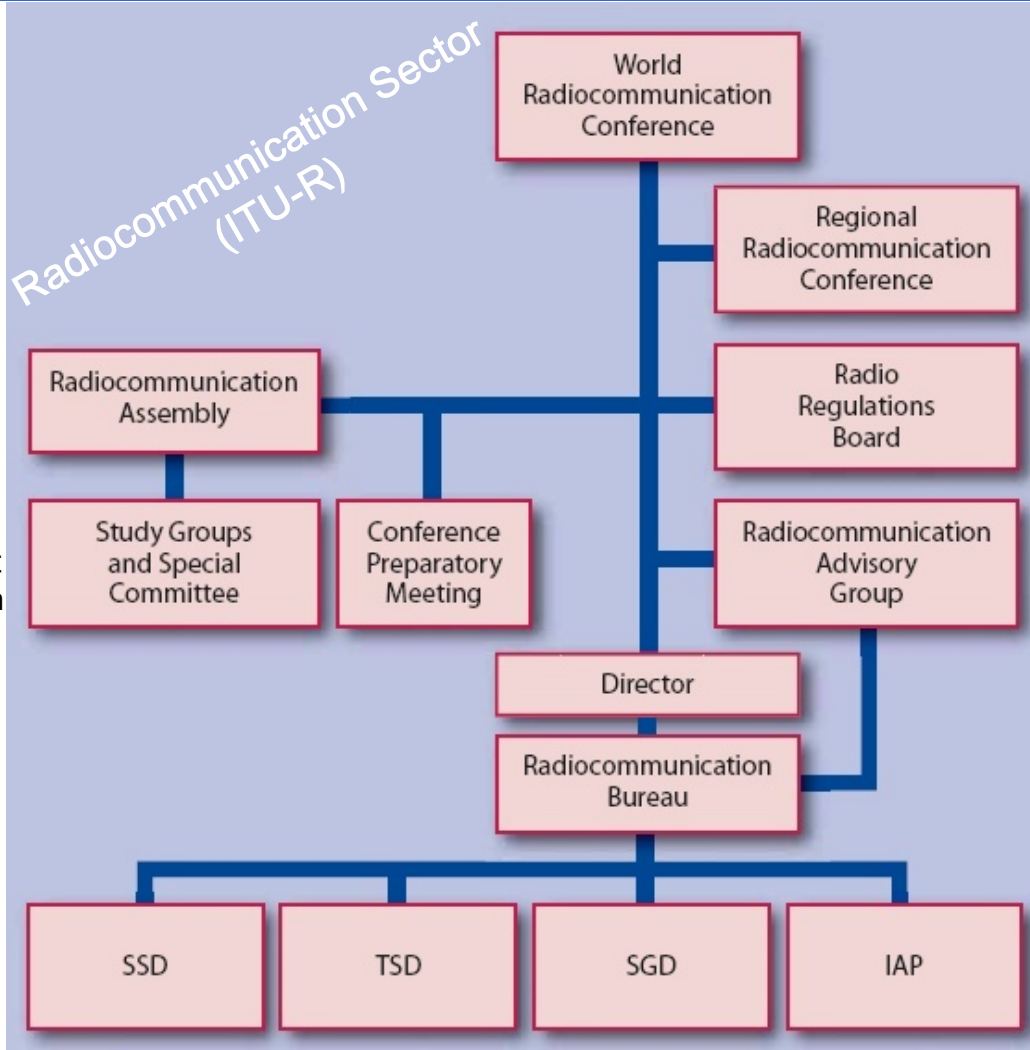 Radiocommunication Sector
(ITU-R)
World
Radiocommunication
Conference
Regional
Radiocommunication
Conference
Radiocommunication
Assembly
Radio
Regulations
Board
Study Groups
and Special
Committee
Conference
Preparatory
Meeting
Radiocommunication
Advisory
Group
Director
Radiocommunication
Bureau
SSD
TSD
SGD
IAP